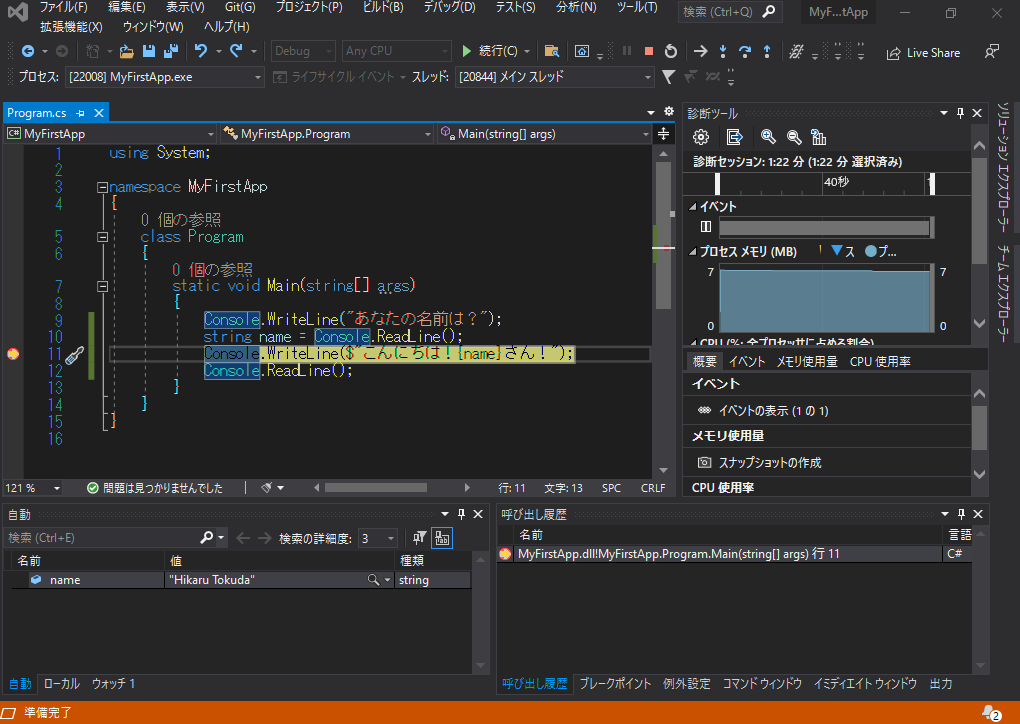 ファイル(F) 編集(E) 表示(V) Git(G) プロジェクト(P) ビルド(B) デバッグ(D) テスト(S) 分析(N) ツール(T) 検索 (Ctrl+Q) MyF...tApp
拡張機能(X) ウィンドウ(W) ヘルプ(H)
Debug Any CPU 続行(C) Live Share
プロセス: [22008] MyFirstApp.exe ライフサイクル イベント スレッド: [20844] メイン スレッド
Program.cs
MyFirstApp MyFirstApp.Program Main(string[] args)
1 using System;
2
3 namespace MyFirstApp
4 {
0 個の参照
5 class Program
6 {
0 個の参照
7 static void Main(string[] args)
8 {
9 Console.WriteLine("あなたの名前は？");
10 string name = Console.ReadLine();
11 Console.WriteLine($"こんにちは！{name}さん！");
12 Console.ReadLine();
13 }
14 }
15 }
16
121 % 問題は見つかりませんでした 行: 11 文字: 13 SPC CRLF
診断ツール
診断セッション: 1:22 分 (1:22 分 選択済み)
40秒
イベント
プロセス メモリ (MB) ! ス プ...
7 7
0 0
CPU (%: 全プロセッサに占める割合)
概要 イベント メモリ使用量 CPU 使用率
イベント
イベントの表示 (1 の 1)
メモリ使用量
スナップショットの作成
CPU 使用率
ソリューション エクスプローラー
チーム エクスプローラー
自動
検索 (Ctrl+E) 検索の詳細度: 3
名前 値 種類
name "Hikaru Tokuda" string
自動 ローカル ウォッチ 1
呼び出し履歴
名前 言語
MyFirstApp.dll!MyFirstApp.Program.Main(string[] args) 行 11 C#
呼び出し履歴 ブレークポイント 例外設定 コマンド ウィンドウ イミディエイト ウィンドウ 出力
準備完了 2